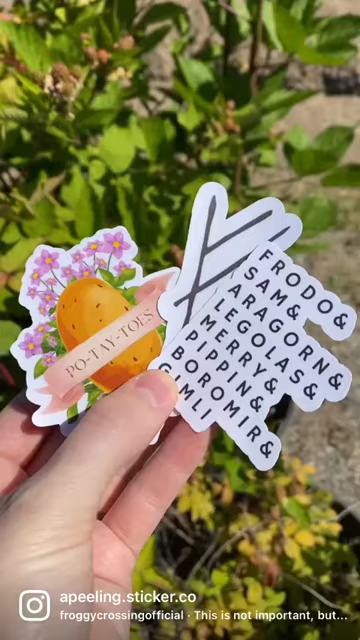 PO-TAY-TOES
FRODO&
SAM&
ARAGORN&
LEGOLAS&
MERRY&
PIPPIN&
BOROMIR&
apeeling.sticker.co
froggycrossingofficial · This is not important, but...